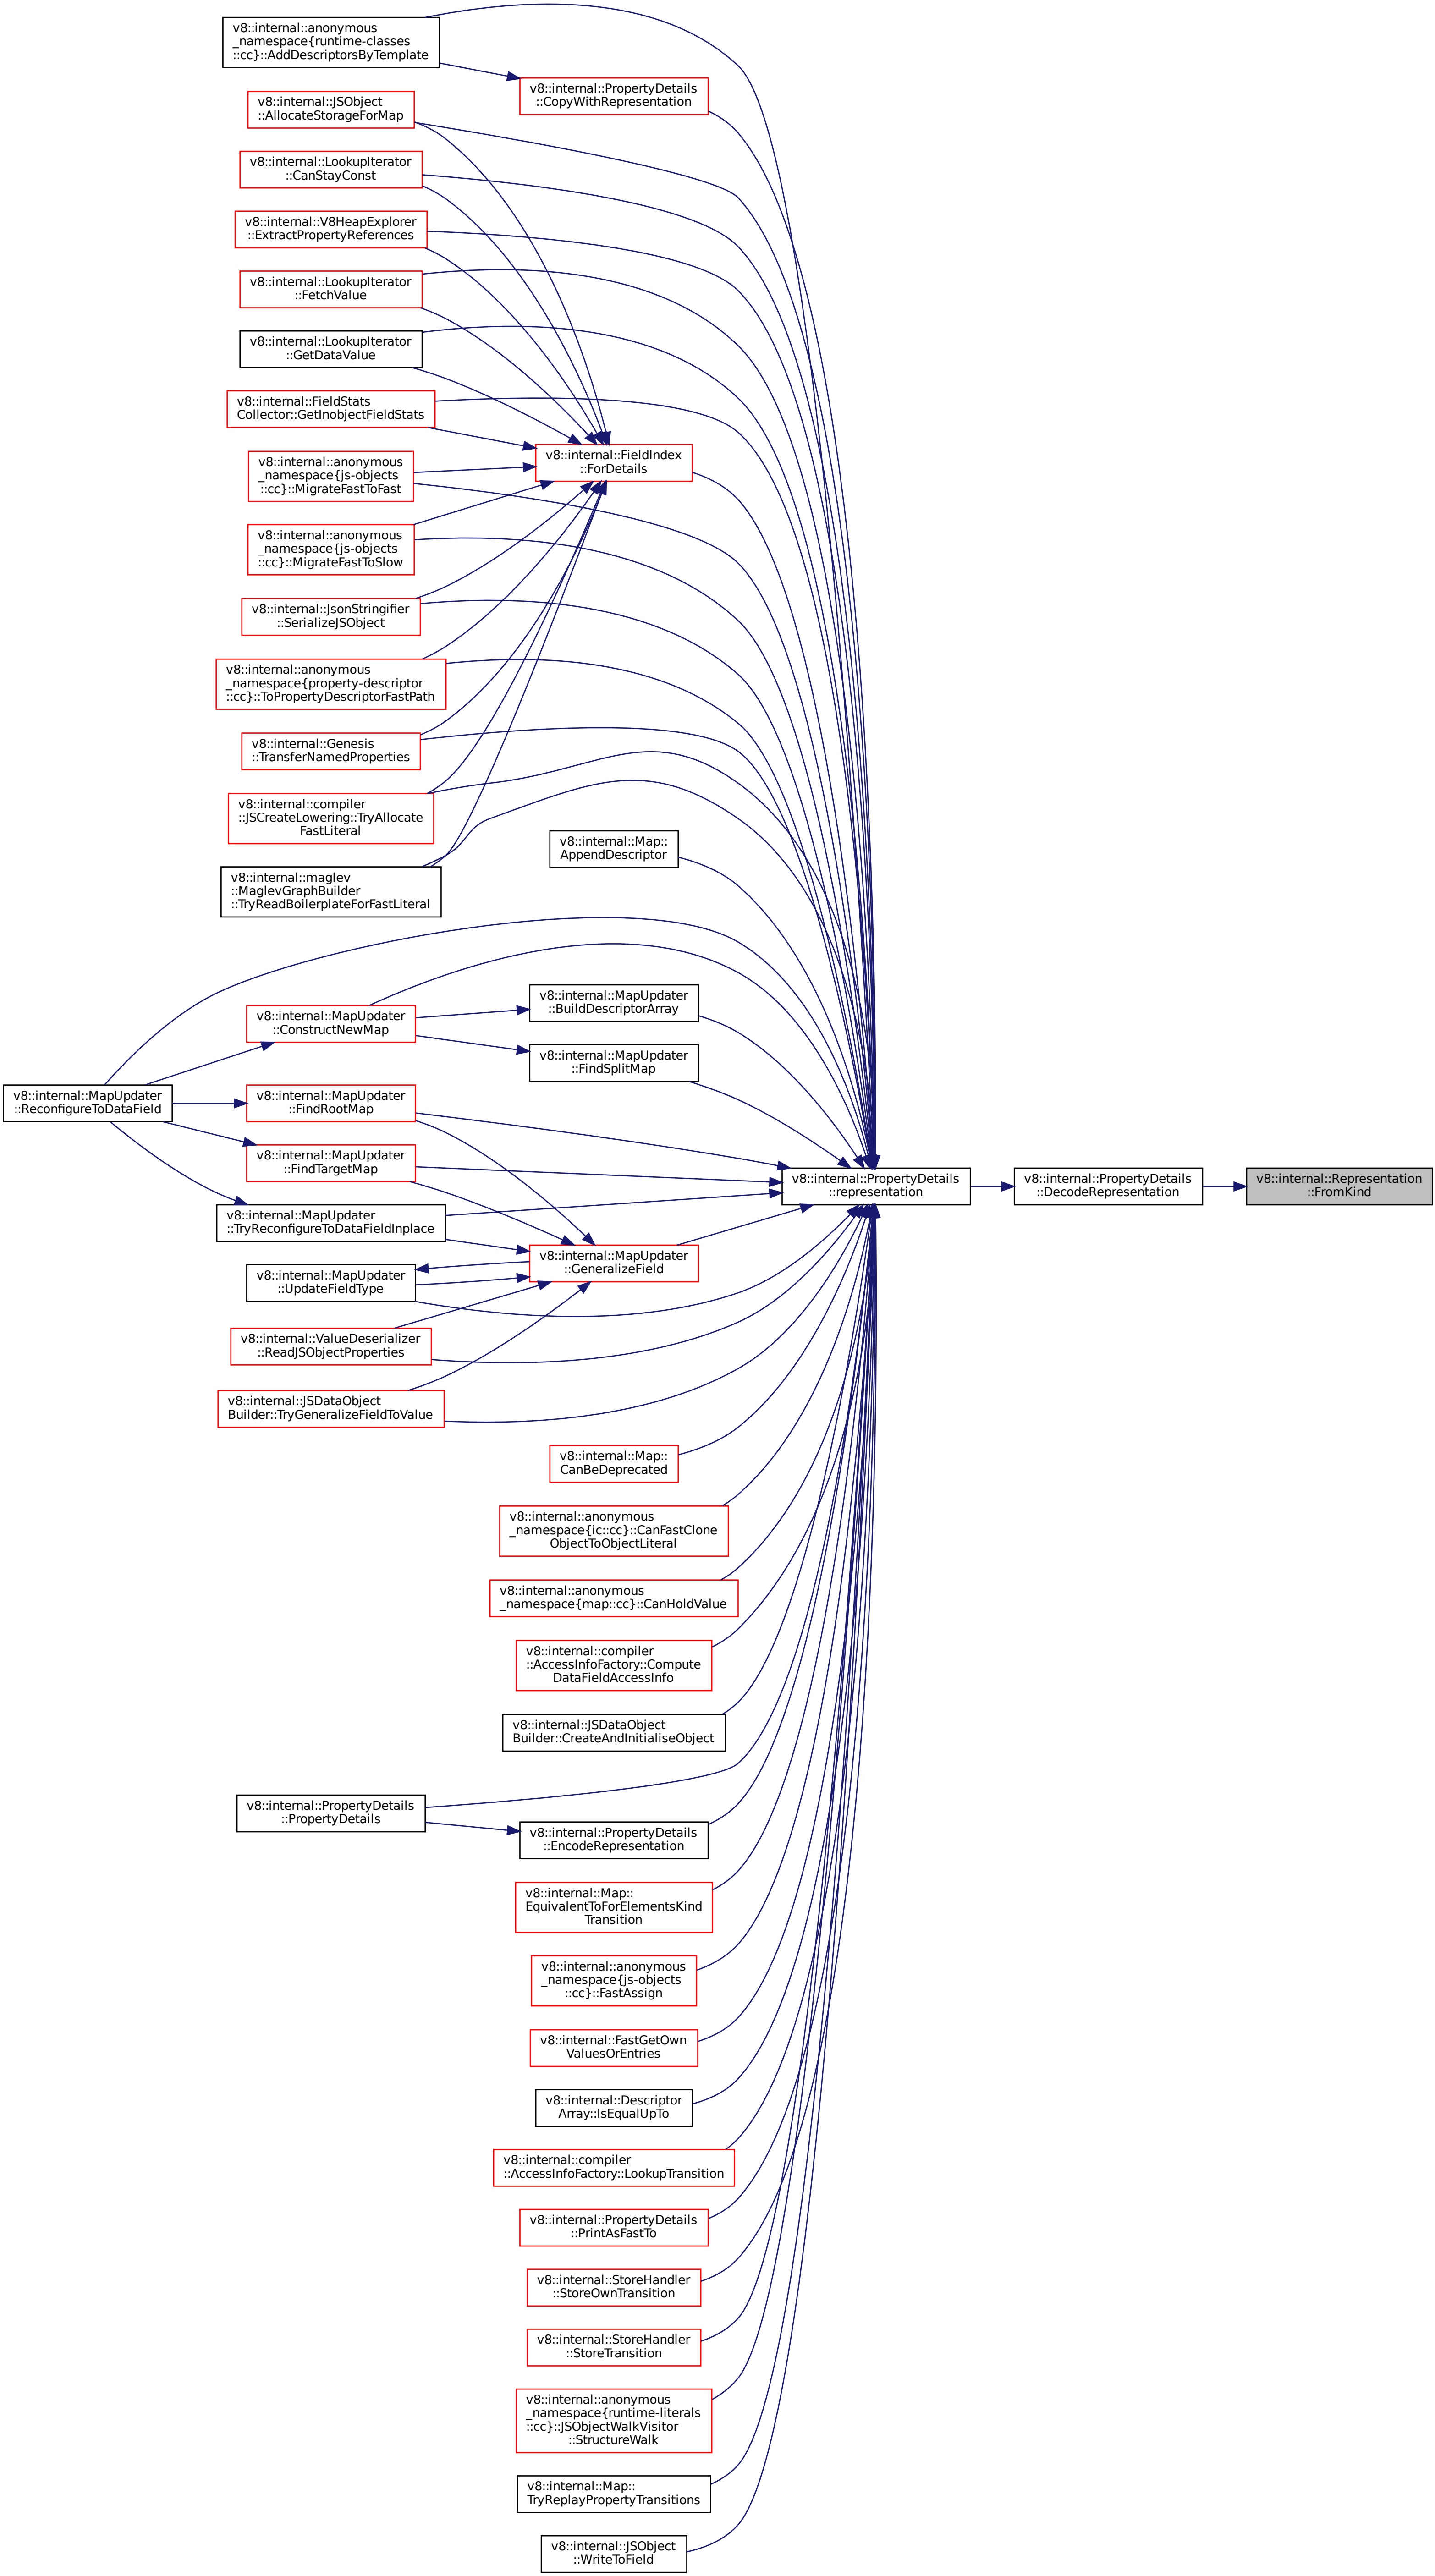 v8::internal::anonymous
_namespace{runtime-classes
::cc}::AddDescriptorsByTemplate
v8::internal::PropertyDetails
::CopyWithRepresentation
v8::internal::JSObject
::AllocateStorageForMap
v8::internal::LookupIterator
::CanStayConst
v8::internal::V8HeapExplorer
::ExtractPropertyReferences
v8::internal::LookupIterator
::FetchValue
v8::internal::LookupIterator
::GetDataValue
v8::internal::FieldStats
Collector::GetInobjectFieldStats
v8::internal::FieldIndex
::ForDetails
v8::internal::anonymous
_namespace{js-objects
::cc}::MigrateFastToFast
v8::internal::anonymous
_namespace{js-objects
::cc}::MigrateFastToSlow
v8::internal::JsonStringifier
::SerializeJSObject
v8::internal::anonymous
_namespace{property-descriptor
::cc}::ToPropertyDescriptorFastPath
v8::internal::Genesis
::TransferNamedProperties
v8::internal::compiler
::JSCreateLowering::TryAllocate
FastLiteral
v8::internal::Map::
AppendDescriptor
v8::internal::maglev
::MaglevGraphBuilder
::TryReadBoilerplateForFastLiteral
v8::internal::MapUpdater
::BuildDescriptorArray
v8::internal::MapUpdater
::ConstructNewMap
v8::internal::MapUpdater
::FindSplitMap
v8::internal::MapUpdater
::ReconfigureToDataField
v8::internal::MapUpdater
::FindRootMap
v8::internal::MapUpdater
::FindTargetMap
v8::internal::PropertyDetails
::representation
v8::internal::PropertyDetails
::DecodeRepresentation
v8::internal::Representation
::FromKind
v8::internal::MapUpdater
::TryReconfigureToDataFieldInplace
v8::internal::MapUpdater
::GeneralizeField
v8::internal::MapUpdater
::UpdateFieldType
v8::internal::ValueDeserializer
::ReadJSObjectProperties
v8::internal::JSDataObject
Builder::TryGeneralizeFieldToValue
v8::internal::Map::
CanBeDeprecated
v8::internal::anonymous
_namespace{ic::cc}::CanFastClone
ObjectToObjectLiteral
v8::internal::anonymous
_namespace{map::cc}::CanHoldValue
v8::internal::compiler
::AccessInfoFactory::Compute
DataFieldAccessInfo
v8::internal::JSDataObject
Builder::CreateAndInitialiseObject
v8::internal::PropertyDetails
::PropertyDetails
v8::internal::PropertyDetails
::EncodeRepresentation
v8::internal::Map::
EquivalentToForElementsKind
Transition
v8::internal::anonymous
_namespace{js-objects
::cc}::FastAssign
v8::internal::FastGetOwn
ValuesOrEntries
v8::internal::Descriptor
Array::IsEqualUpTo
v8::internal::compiler
::AccessInfoFactory::LookupTransition
v8::internal::PropertyDetails
::PrintAsFastTo
v8::internal::StoreHandler
::StoreOwnTransition
v8::internal::StoreHandler
::StoreTransition
v8::internal::anonymous
_namespace{runtime-literals
::cc}::JSObjectWalkVisitor
::StructureWalk
v8::internal::Map::
TryReplayPropertyTransitions
v8::internal::JSObject
::WriteToField